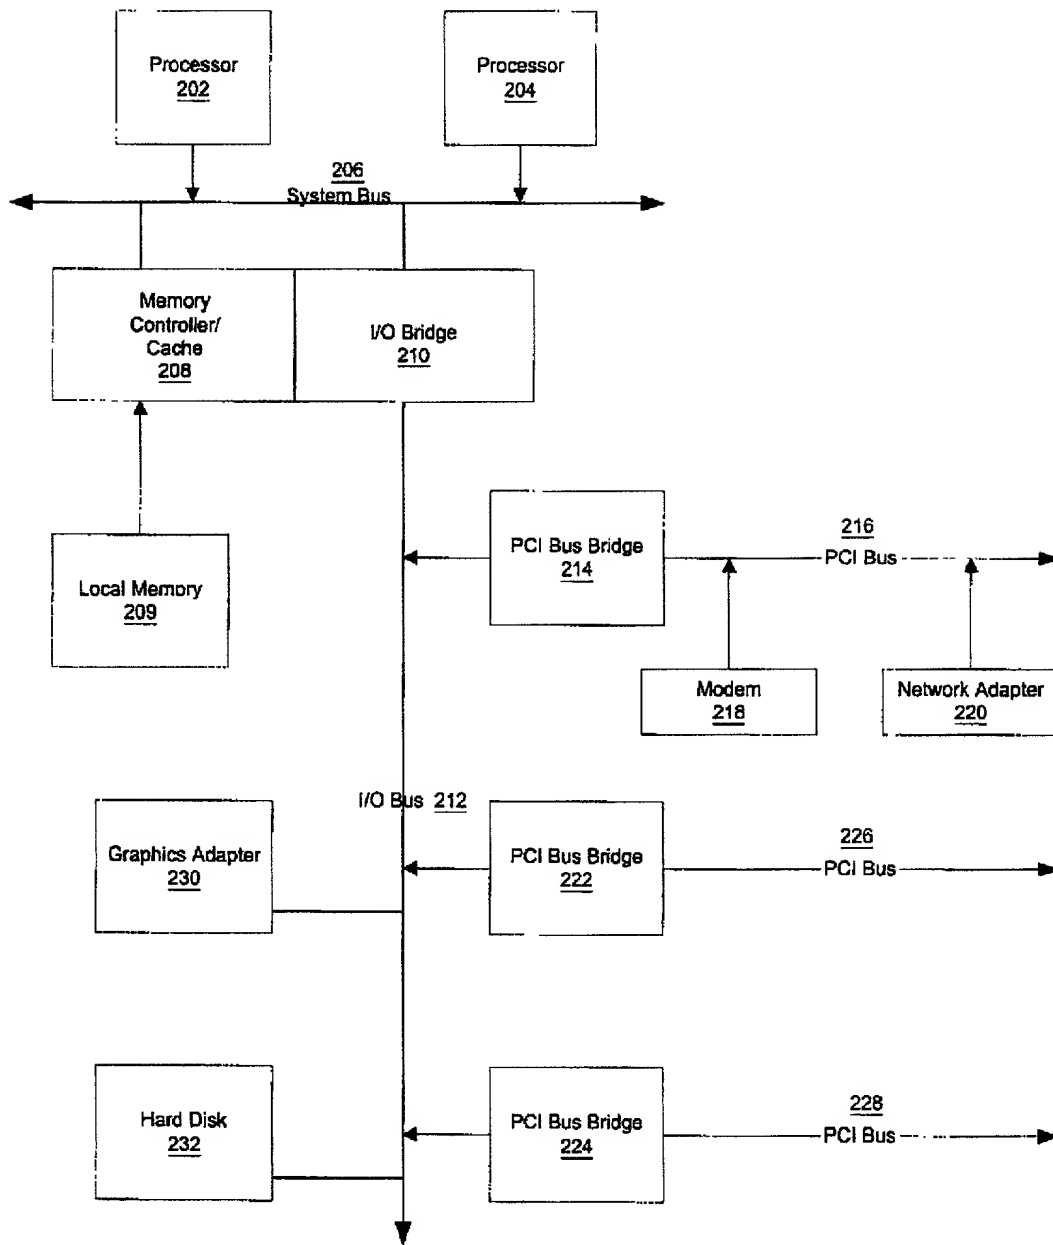 Processor
202
Processor
204
206
System Bus
Memory
Controller/
Cache
208
I/O Bridge
210
PCI Bus Bridge
214
216
PCI Bus
Local Memory
209
Modem
218
Network Adapter
220
I/O Bus 212
Graphics Adapter
230
PCI Bus Bridge
222
226
PCI Bus
Hard Disk
232
PCI Bus Bridge
224
228
PCI Bus